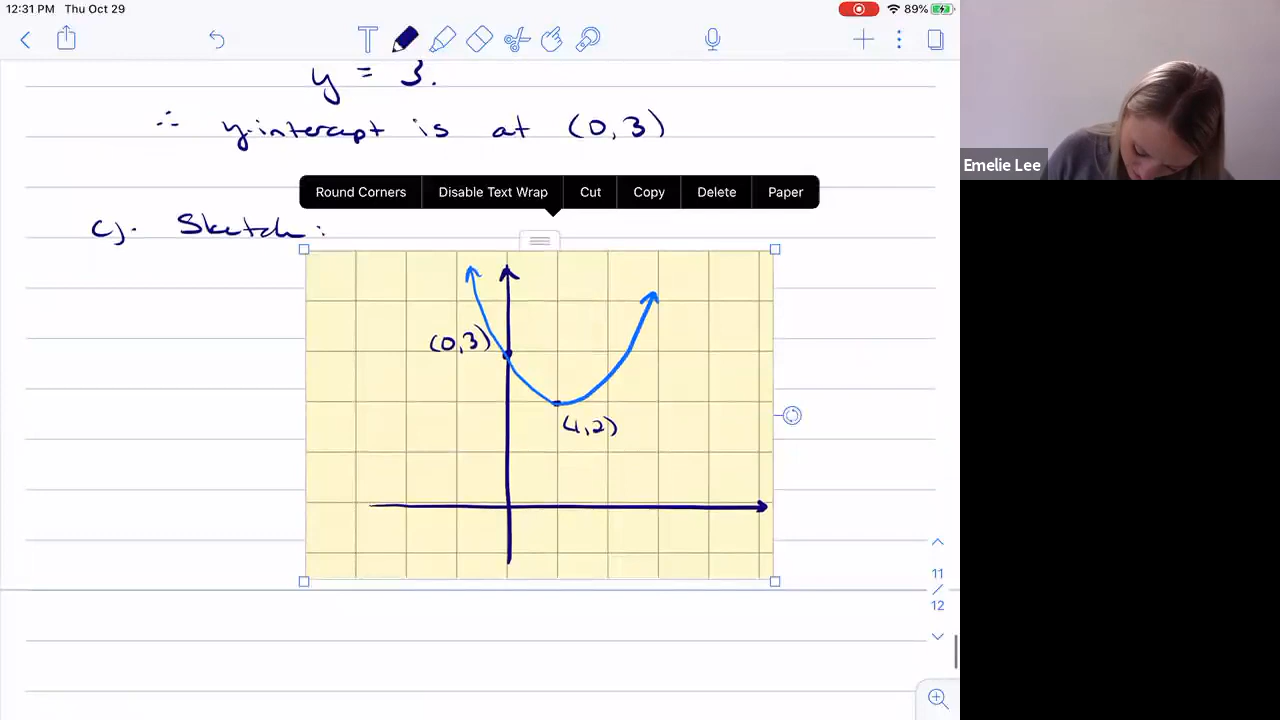 12:31 PM Thu Oct 29
89%
T
y = 3.
∴ y-intercept is at (0,3)
Round Corners Disable Text Wrap Cut Copy Delete Paper
c). Sketch:
(0,3)
(1,2)
11
/
12
Emelie Lee